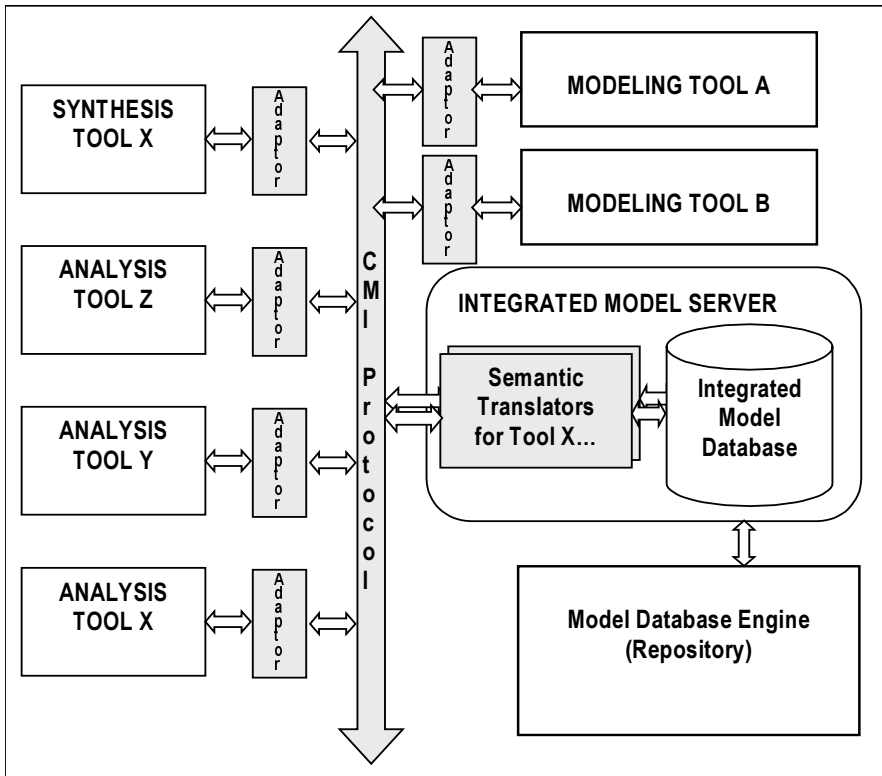 SYNTHESIS
TOOL X
Adaptor
ANALYSIS
TOOL Z
Adaptor
ANALYSIS
TOOL Y
Adaptor
ANALYSIS
TOOL X
Adaptor
CMI Protocol
Adaptor
MODELING TOOL A
Adaptor
MODELING TOOL B
INTEGRATED MODEL SERVER
Semantic
Translators
for Tool X...
Integrated
Model
Database
Model Database Engine
(Repository)